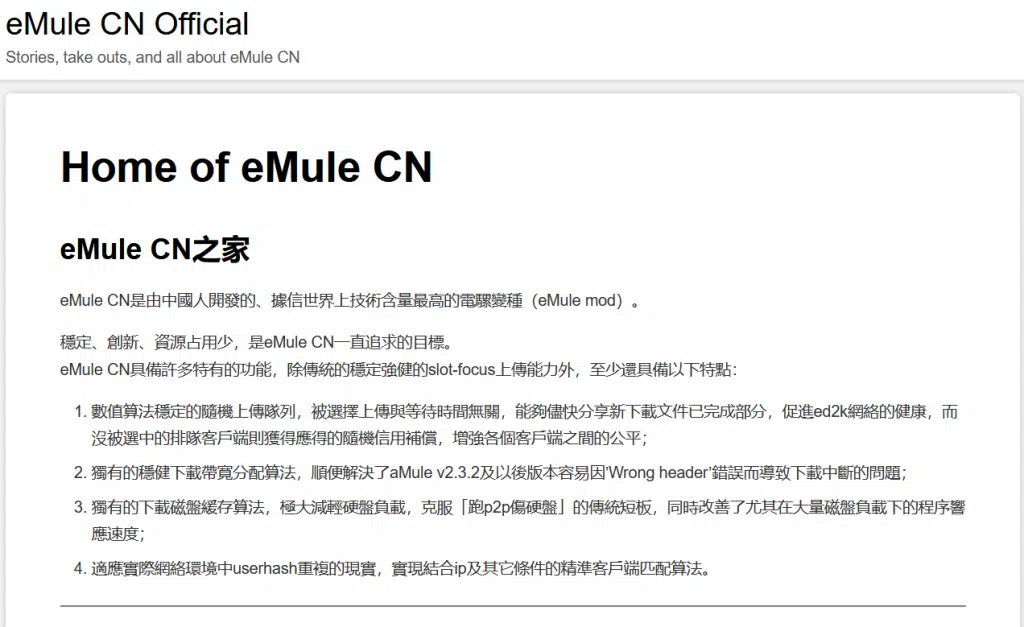 eMule CN Official
Stories, take outs, and all about eMule CN
Home of eMule CN
eMule CN之家
eMule CN是由中國人開發的、據信世界上技術含量最高的電騾變種（eMule mod）。
穩定、創新、資源占用少，是eMule CN一直追求的目標。
eMule CN具備許多特有的功能，除傳統的穩定強健的slot-focus上傳能力外，至少還具備以下特點：
1. 數值算法穩定的隨機上傳隊列，被選擇上傳與等待時間無關，能夠儘快分享新下載文件已完成部分，促進ed2k網絡的健康，而
沒被選中的排隊客戶端則獲得應得的隨機信用補償，增強各個客戶端之間的公平；
2. 獨有的穩健下載帶寬分配算法，順便解決了aMule v2.3.2及以後版本容易因'Wrong header'錯誤而導致下載中斷的問題；
3. 獨有的下載磁盤緩存算法，極大減輕硬盤負載，克服「跑p2p傷硬盤」的傳統短板，同時改善了尤其在大量磁盤負載下的程序響
應速度；
4. 適應實際網絡環境中userhash重複的現實，實現結合ip及其它條件的精準客戶端匹配算法。